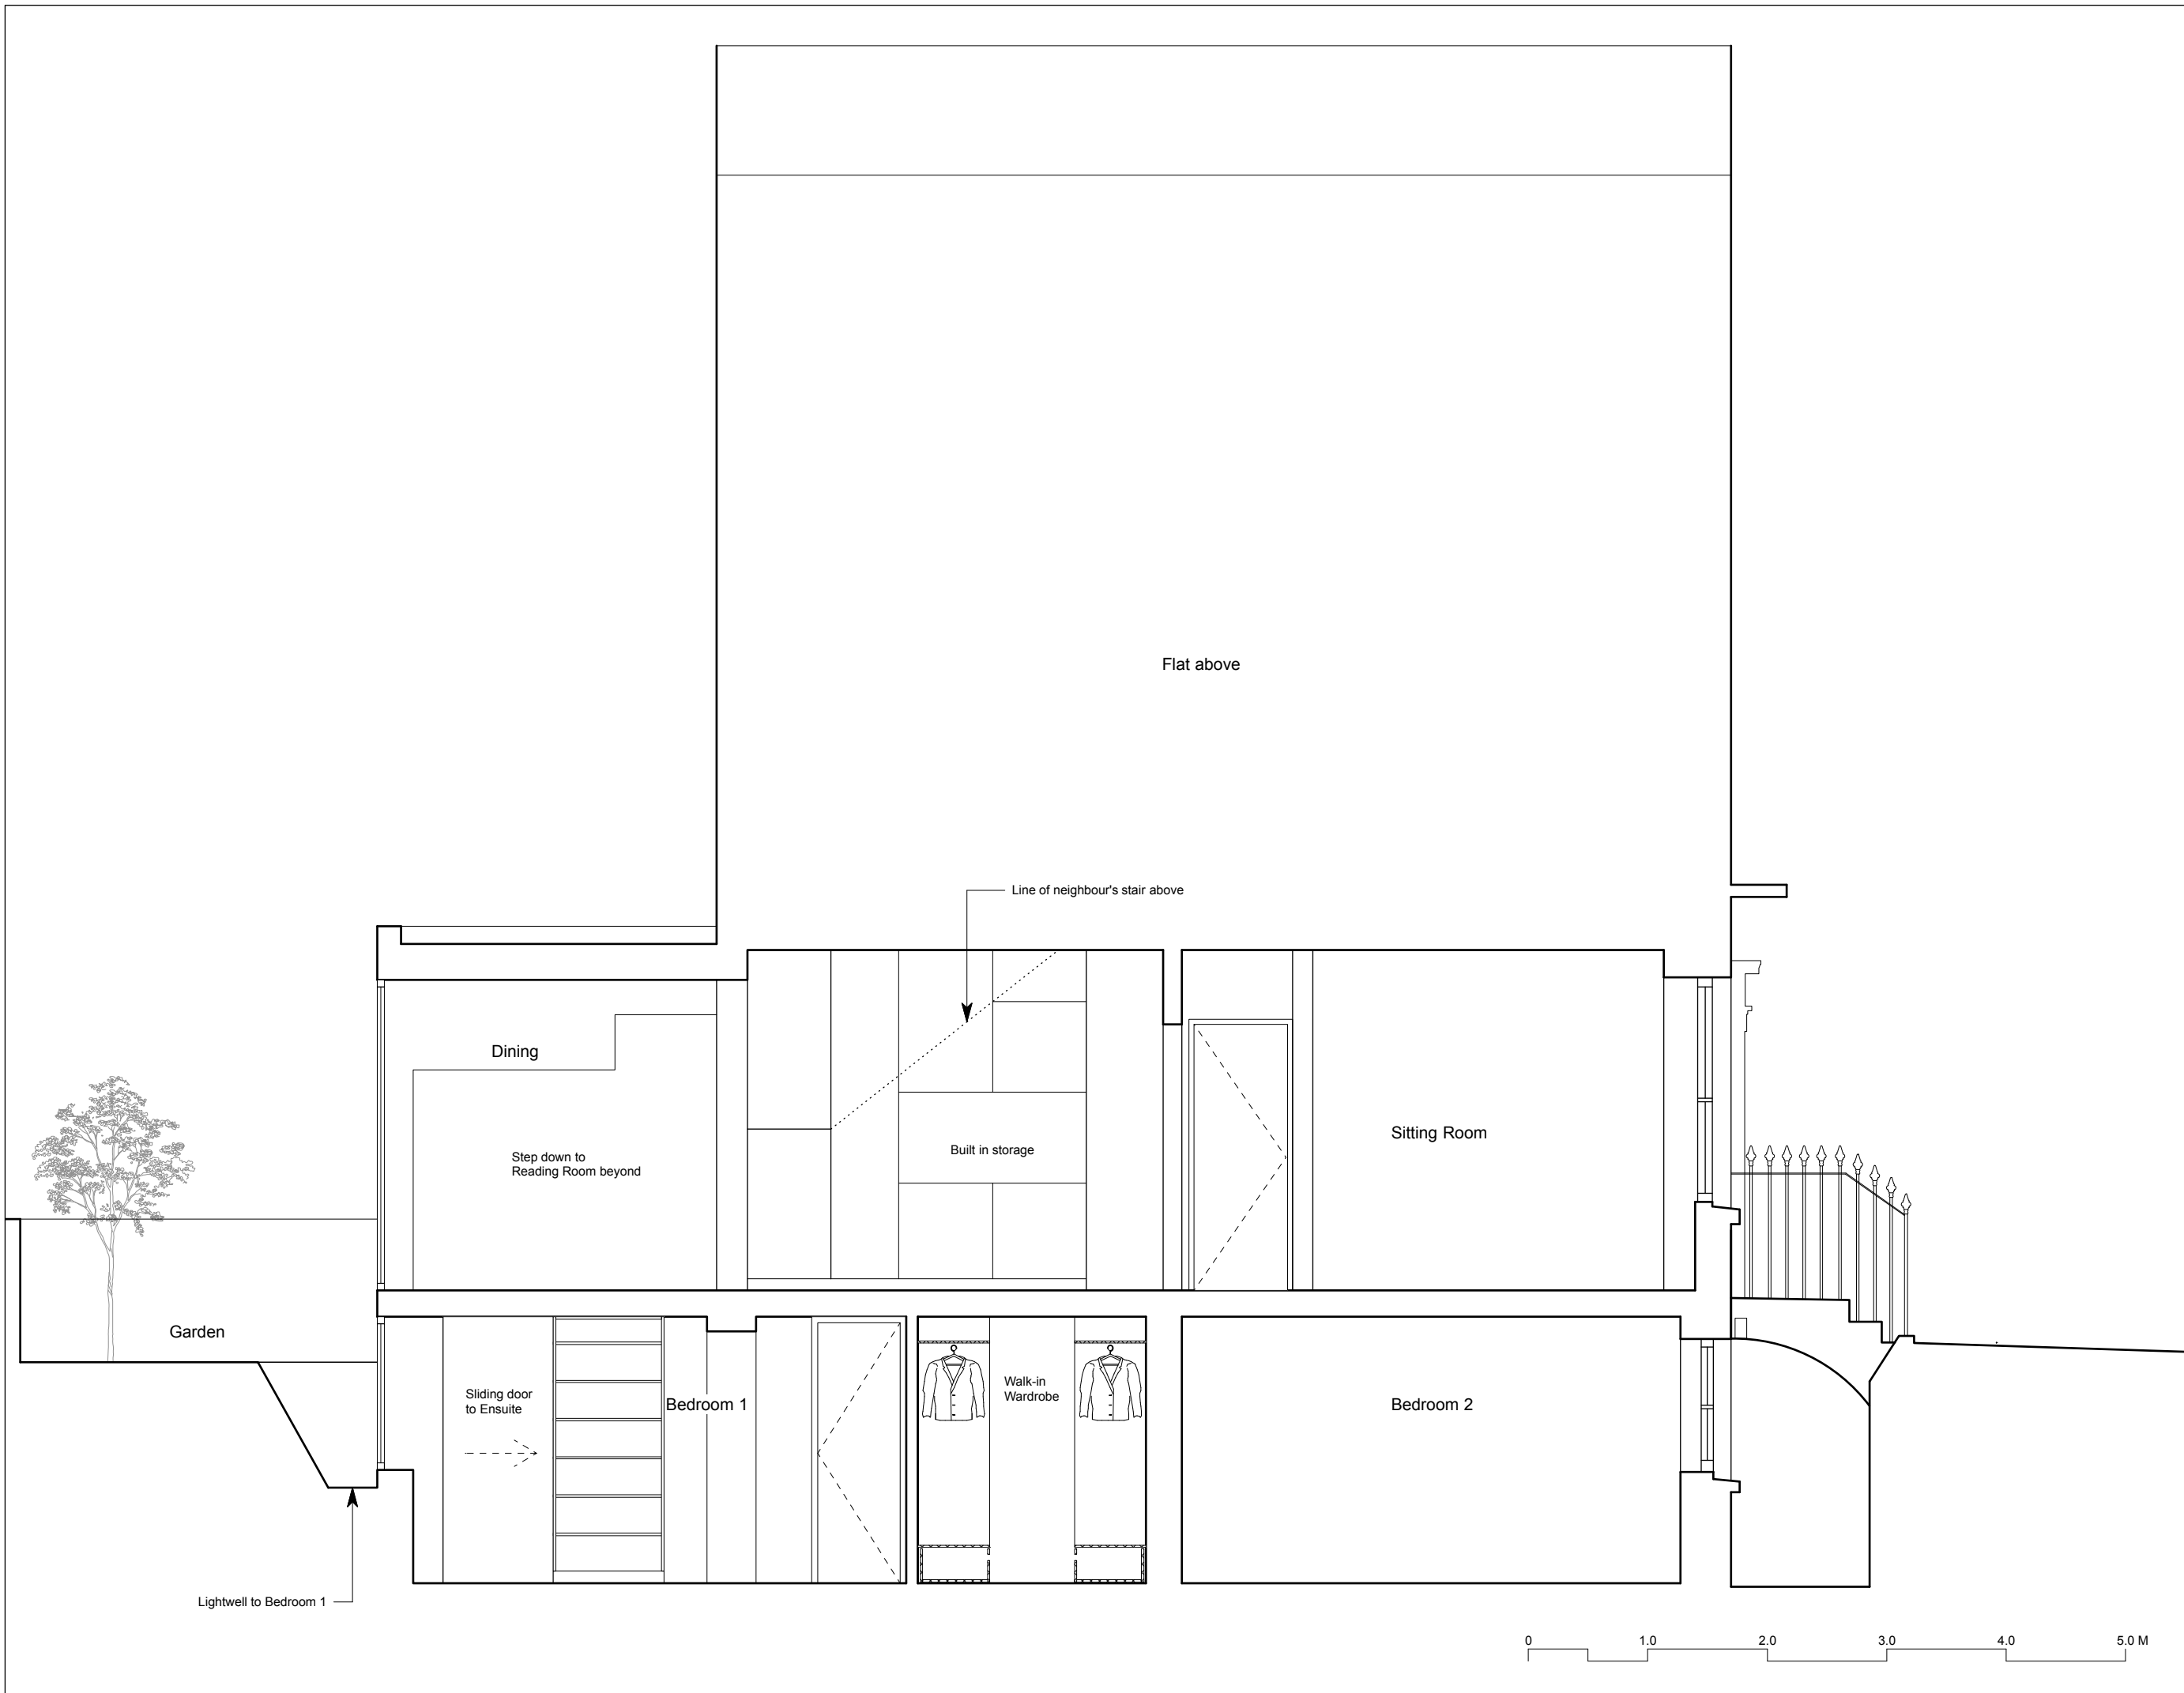 Flat above
Line of neighbour's stair above
Dining
Sitting Room
Built in storage
Step down to
Reading Room beyond
Garden
Sliding door
to Ensuite
Bedroom 1
Walk-in
Wardrobe
Bedroom 2
Lightwell to Bedroom 1
0 1.0 2.0 3.0 4.0 5.0 M